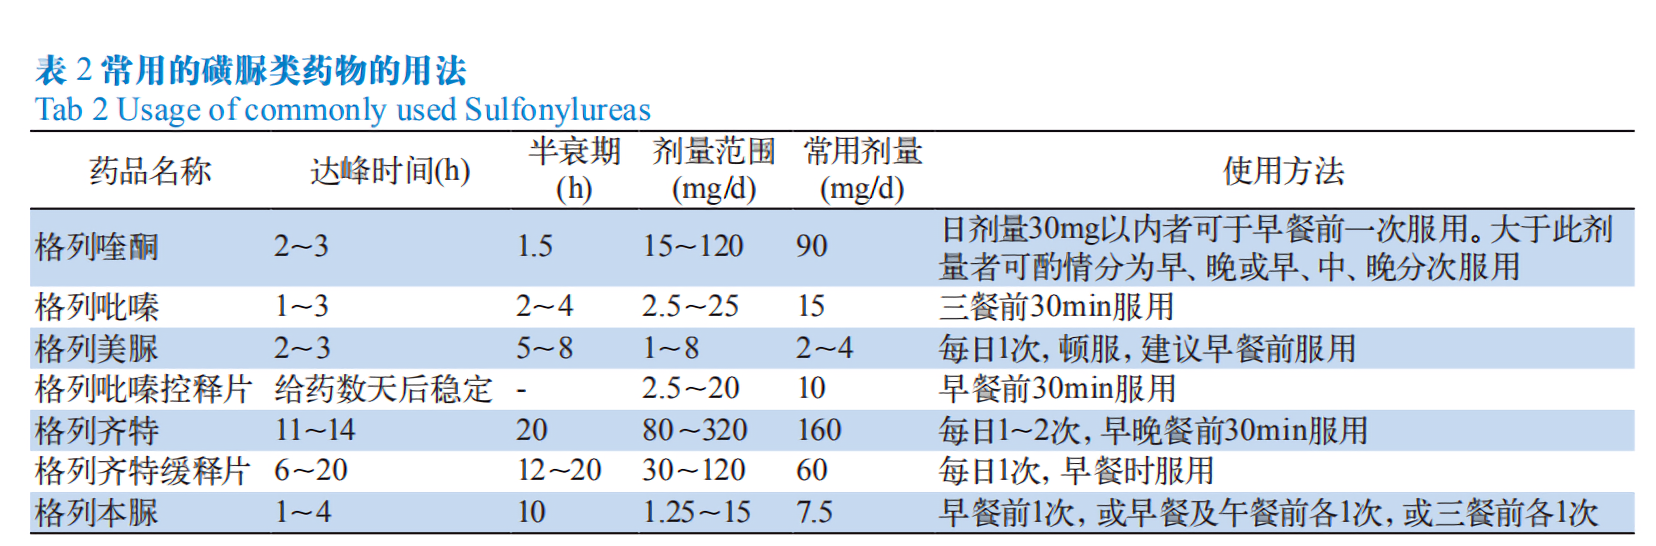 表 2 常用的磺脲类药物的用法
Tab 2 Usage of commonly used Sulfonylureas
药品名称 达峰时间(h) 半衰期(h) 剂量范围(mg/d) 常用剂量(mg/d) 使用方法
格列喹酮 2~3 1.5 15~120 90 日剂量30mg以内者可于早餐前一次服用。大于此剂
量者可酌情分为早、晚或早、中、晚分次服用
格列吡嗪 1~3 2~4 2.5~25 15 三餐前30min服用
格列美脲 2~3 5~8 1~8 2~4 每日1次, 顿服, 建议早餐前服用
格列吡嗪控释片 给药数天后稳定 - 2.5~20 10 早餐前30min服用
格列齐特 11~14 20 80~320 160 每日1~2次, 早晚餐前30min服用
格列齐特缓释片 6~20 12~20 30~120 60 每日1次, 早餐时服用
格列本脲 1~4 10 1.25~15 7.5 早餐前1次, 或早餐及午餐前各1次, 或三餐前各1次